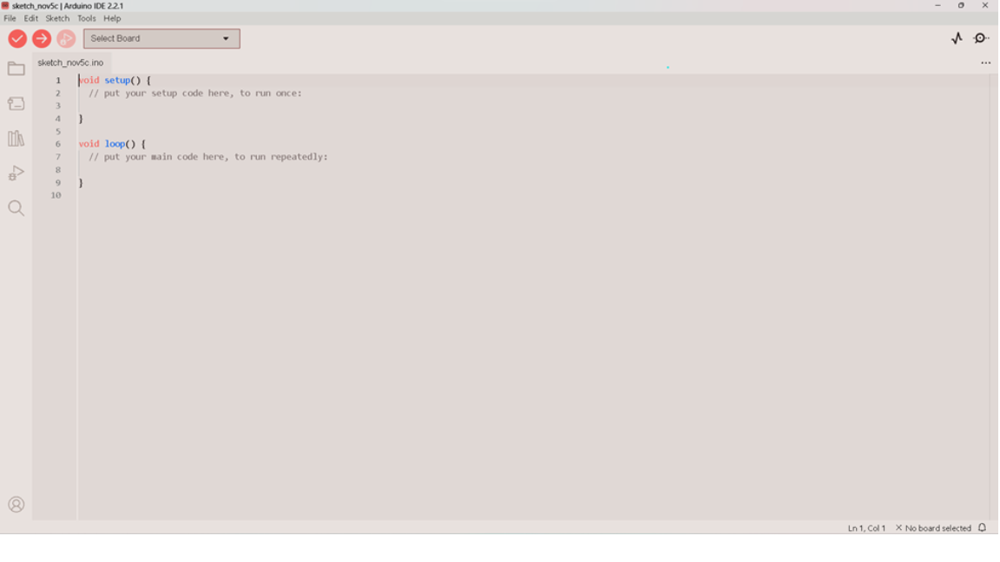 sketch_nov5c | Arduino IDE 2.2.1
File Edit Sketch Tools Help
Select Board
sketch_nov5c.ino
1 void setup() {
2 // put your setup code here, to run once:
3
4 }
5
6 void loop() {
7 // put your main code here, to run repeatedly:
8
9 }
10
Ln 1, Col 1 × No board selected